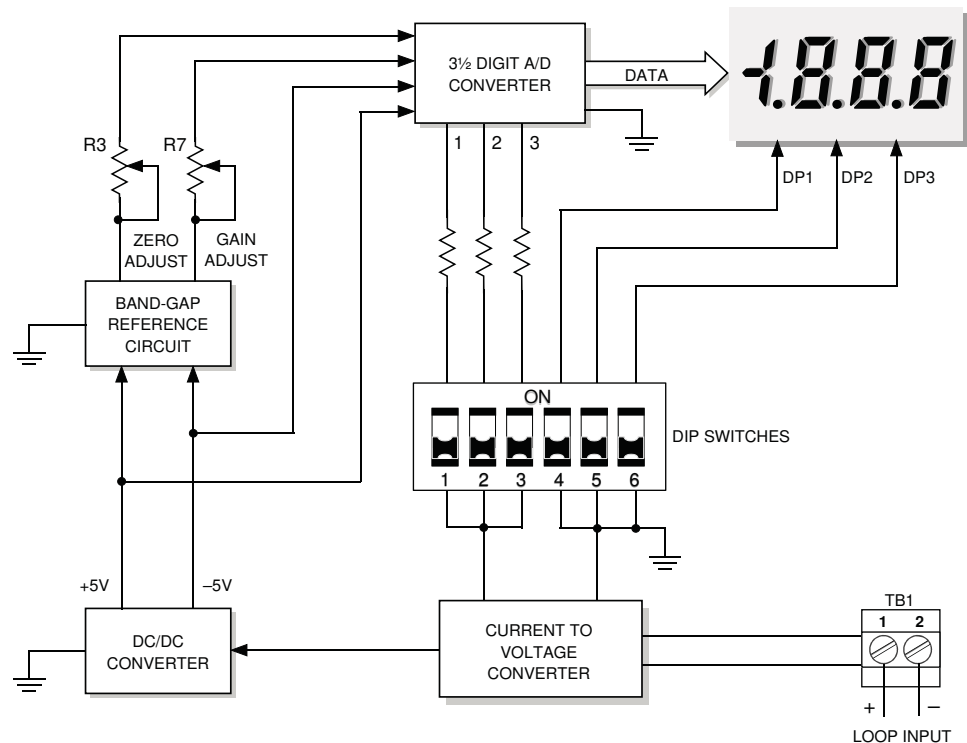 3½ DIGIT A/D
CONVERTER
DATA
-1.8.8.8
1 2 3
R3
R7
DP1
DP2
DP3
ZERO
ADJUST
GAIN
ADJUST
BAND-GAP
REFERENCE
CIRCUIT
ON
1 2 3 4 5 6
DIP SWITCHES
+5V
–5V
DC/DC
CONVERTER
CURRENT TO
VOLTAGE
CONVERTER
TB1
1 2
+ –
LOOP INPUT